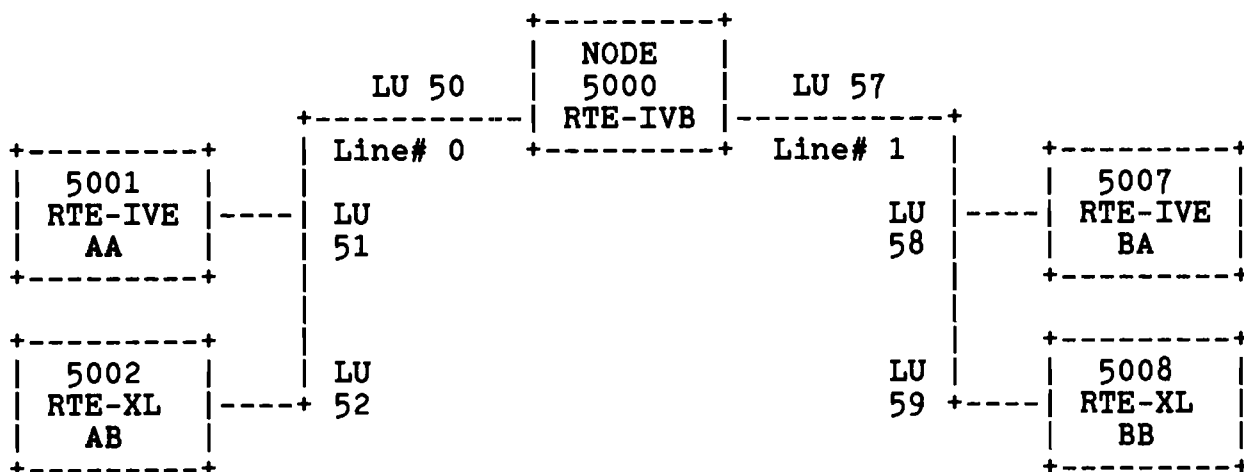 NODE
5000
RTE-IVB
LU 50
LU 57
Line# 0
Line# 1
5001
RTE-IVE
AA
LU
51
LU
58
5007
RTE-IVE
BA
5002
RTE-XL
AB
LU
52
LU
59
5008
RTE-XL
BB